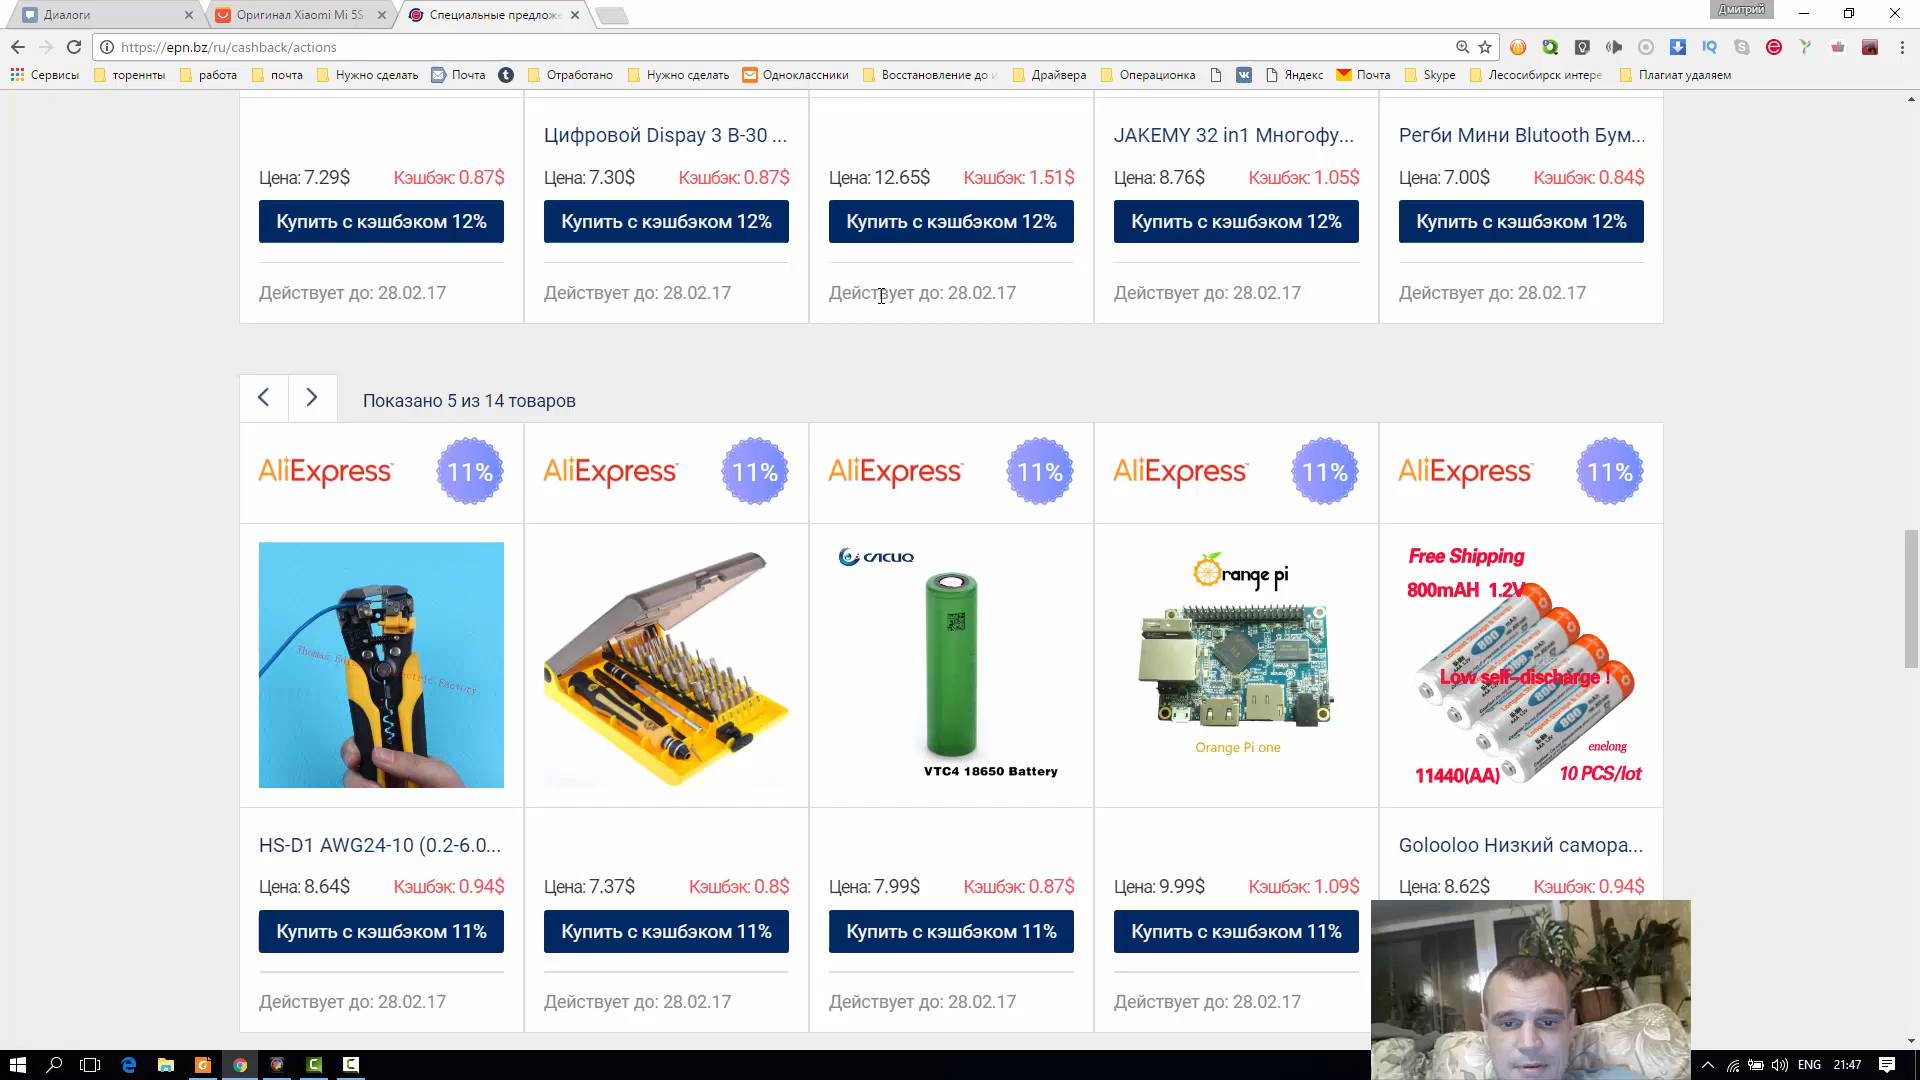 Диалоги
Оригинал Xiaomi Mi 5S
Специальные предложе
Дмитрий
https://epn.bz/ru/cashback/actions
Сервисы
тореннты
работа
почта
Нужно сделать
Почта
Отработано
Нужно сделать
Одноклассники
Восстановление до и
Драйвера
Операционка
Яндекс
Почта
Skype
Лесосибирск интере
Плагиат удаляем
Цифровой Dispay 3 В-30 ...
JAKEMY 32 in1 Многофу...
Регби Мини Blutooth Бум...
Цена: 7.29$ Кэшбэк: 0.87$
Цена: 7.30$ Кэшбэк: 0.87$
Цена: 12.65$ Кэшбэк: 1.51$
Цена: 8.76$ Кэшбэк: 1.05$
Цена: 7.00$ Кэшбэк: 0.84$
Купить с кэшбэком 12%
Купить с кэшбэком 12%
Купить с кэшбэком 12%
Купить с кэшбэком 12%
Купить с кэшбэком 12%
Действует до: 28.02.17
Действует до: 28.02.17
Действует до: 28.02.17
Действует до: 28.02.17
Действует до: 28.02.17
Показано 5 из 14 товаров
AliExpress 11%
AliExpress 11%
AliExpress 11%
AliExpress 11%
AliExpress 11%
CACUQ
VTC4 18650 Battery
Orange pi
Orange Pi one
Free Shipping
800mAH 1.2V
Low self-discharge !
enelong
11440(AA) 10 PCS/lot
HS-D1 AWG24-10 (0.2-6.0...
Golooloo Низкий самора...
Цена: 8.64$ Кэшбэк: 0.94$
Цена: 7.37$ Кэшбэк: 0.8$
Цена: 7.99$ Кэшбэк: 0.87$
Цена: 9.99$ Кэшбэк: 1.09$
Цена: 8.62$ Кэшбэк: 0.94$
Купить с кэшбэком 11%
Купить с кэшбэком 11%
Купить с кэшбэком 11%
Купить с кэшбэком 11%
Действует до: 28.02.17
Действует до: 28.02.17
Действует до: 28.02.17
Действует до: 28.02.17
ENG
21:47